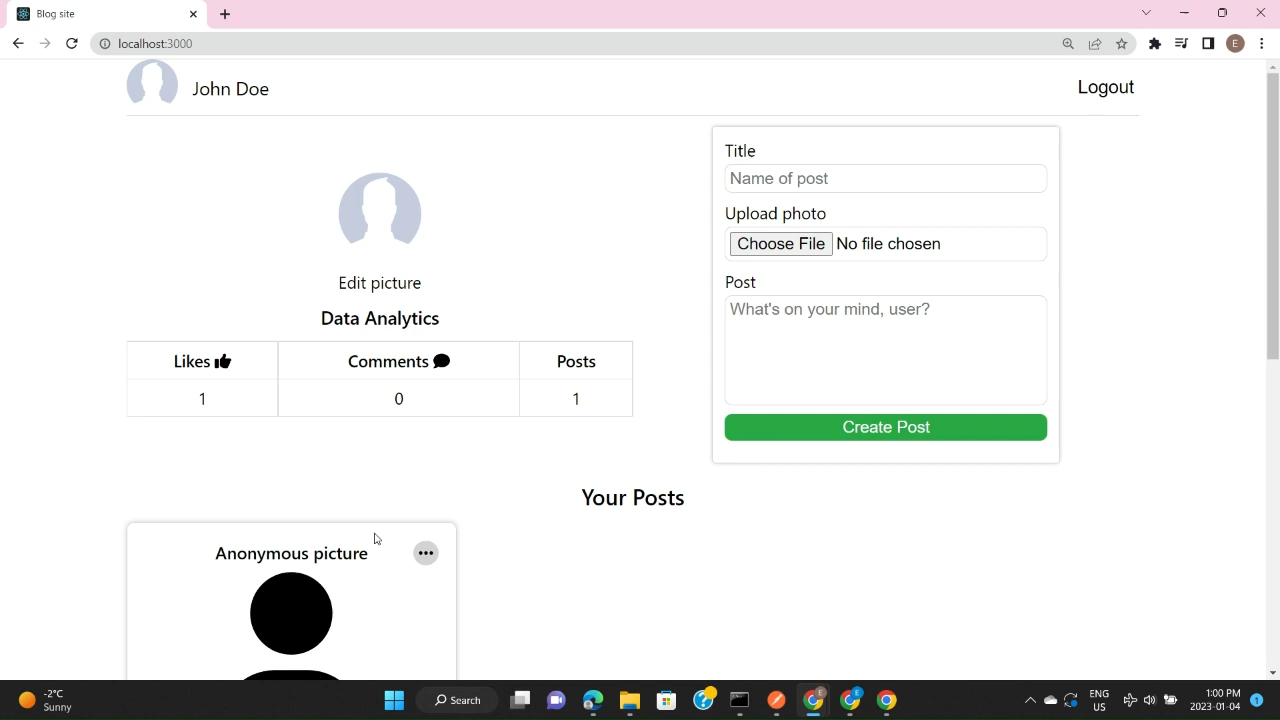 Blog site
localhost:3000
E
John Doe
Logout
Title
Name of post
Upload photo
Choose File No file chosen
Post
What's on your mind, user?
Create Post
Edit picture
Data Analytics
Likes Comments Posts
1 0 1
Your Posts
Anonymous picture
-2°C
Sunny
Search
E
E
ENG
US
1:00 PM
2023-01-04
1